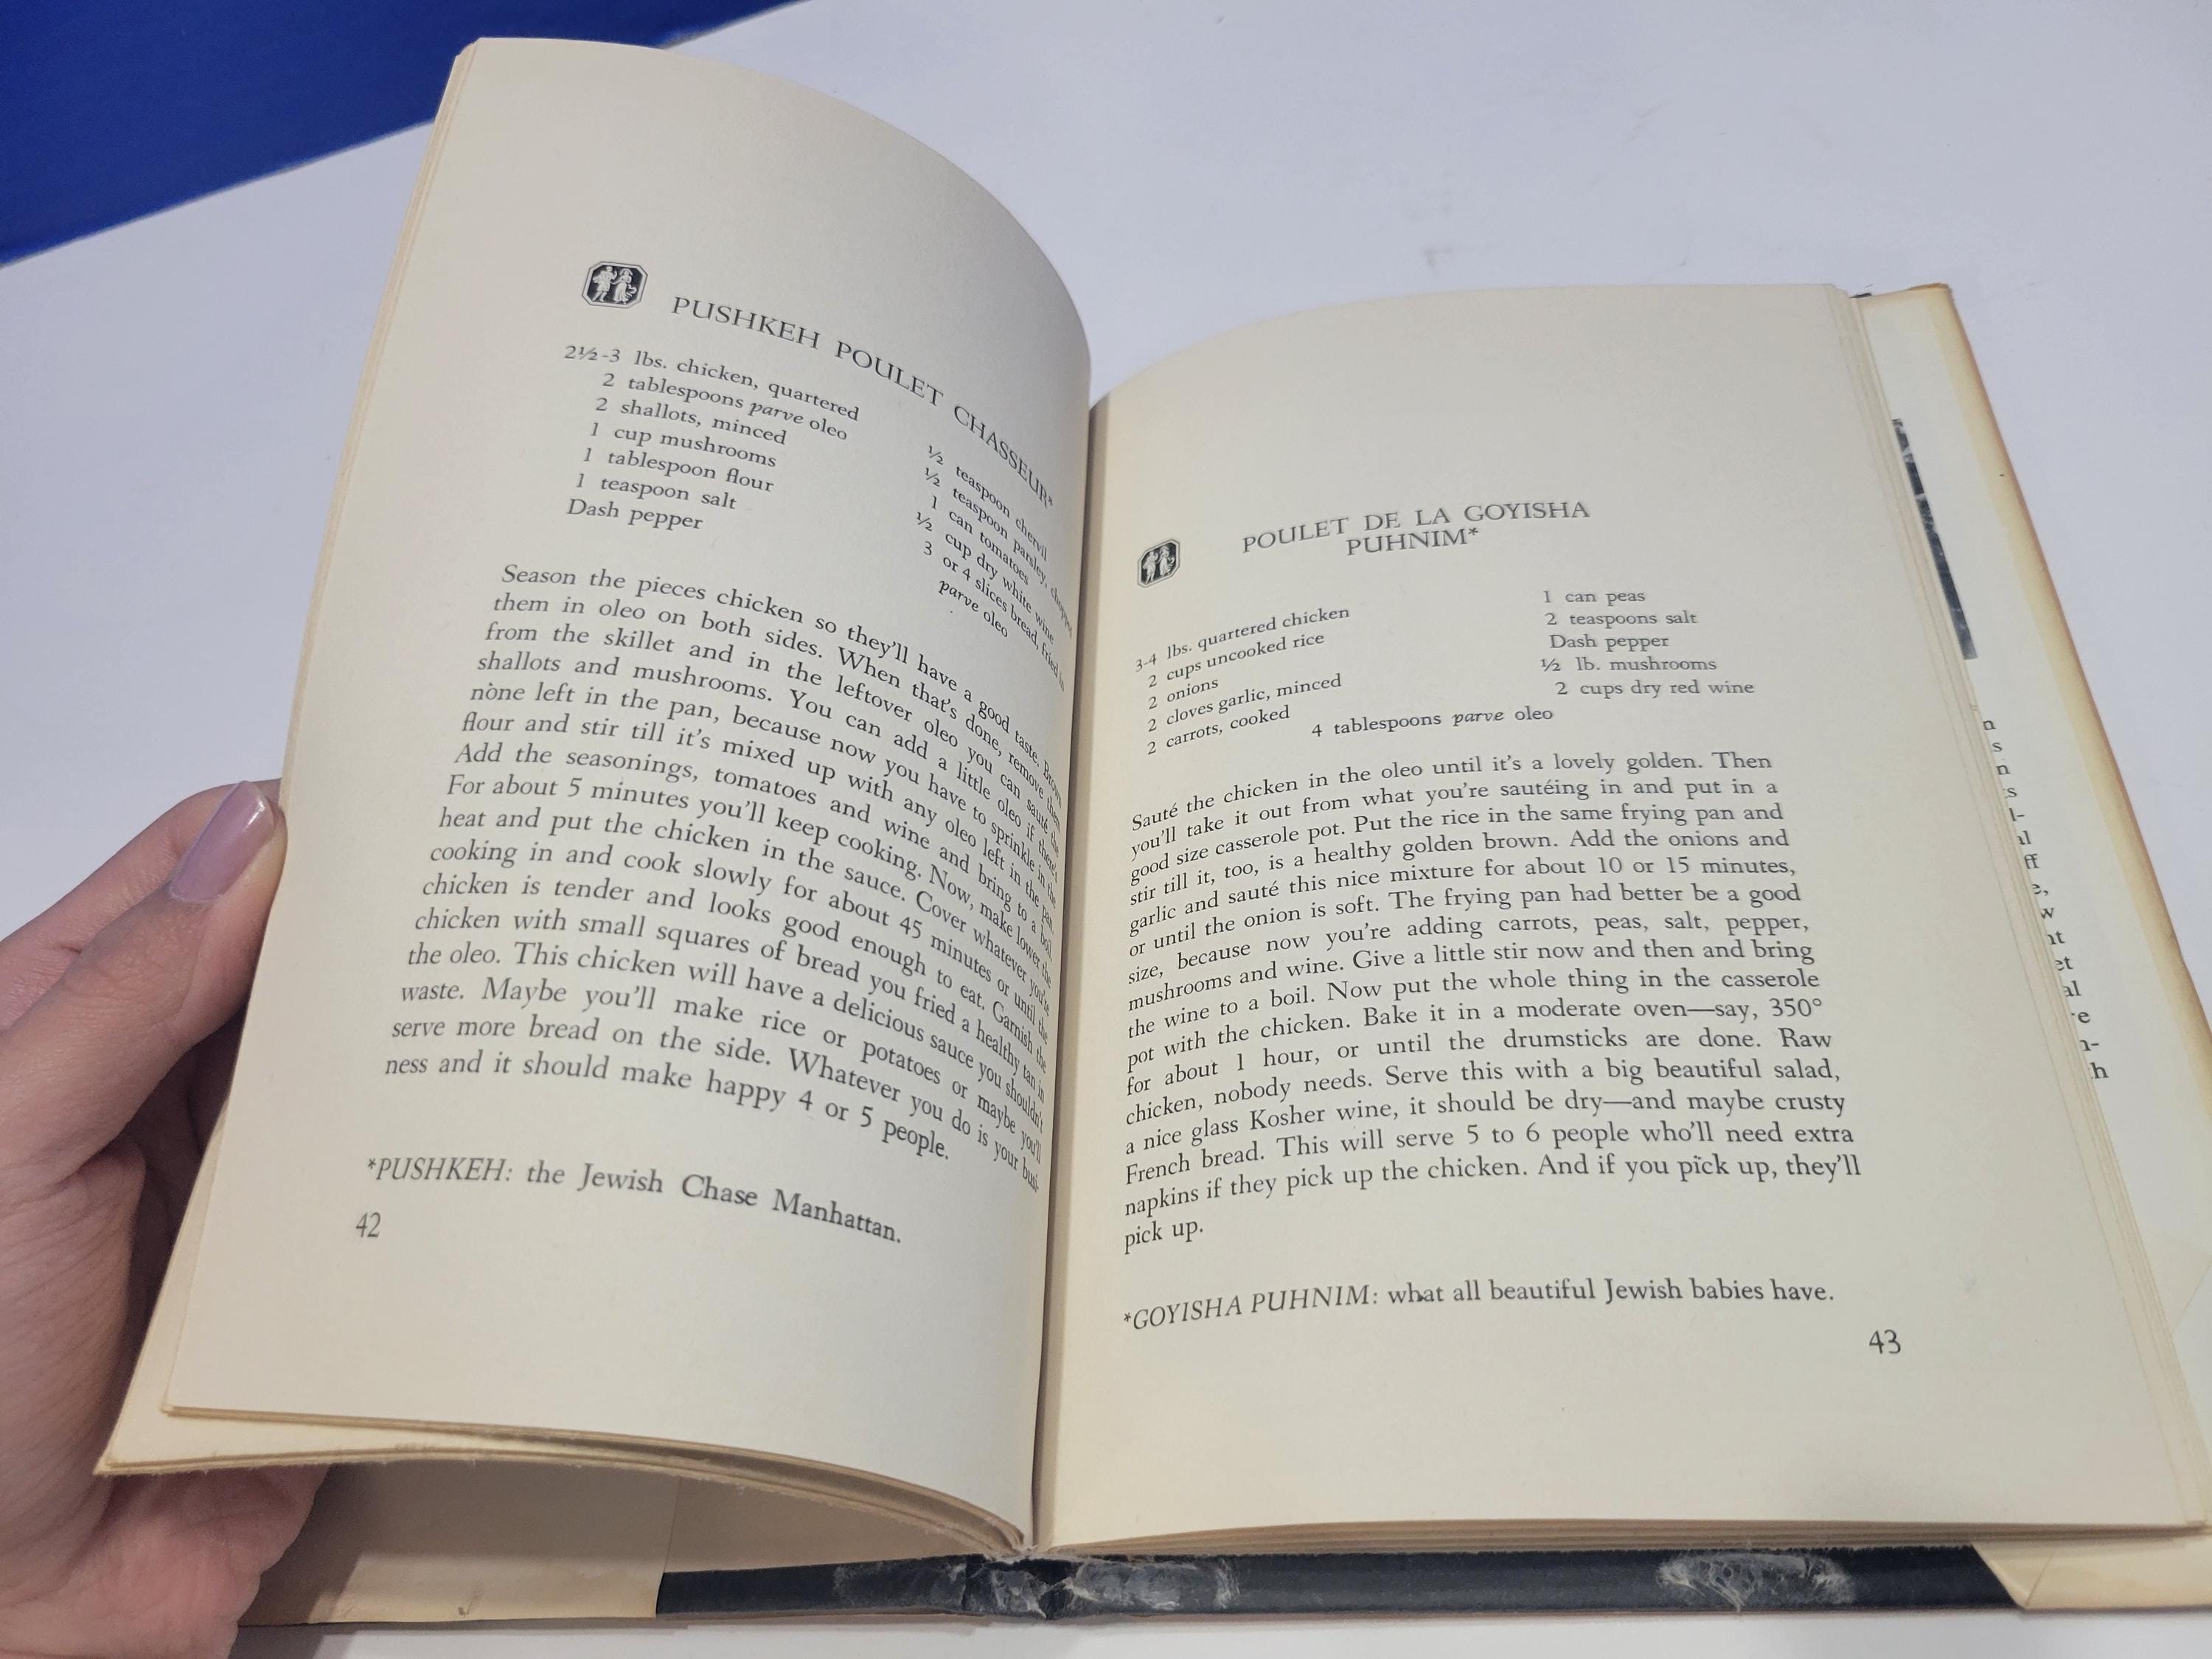 PUSHKEH POULET CHASSEUR*
2½-3 lbs. chicken, quartered
2 tablespoons parve oleo
2 shallots, minced
1 cup mushrooms
1 tablespoon flour
1 teaspoon salt
Dash pepper
½ teaspoon chervil
½ teaspoon parsley, chopped
1 can tomatoes
½ cup dry white wine
3 or 4 slices bread, fried in
parve oleo
Season the pieces chicken so they'll have a good taste. Brown
them in oleo on both sides. When that's done, remove them
from the skillet and in the leftover oleo you can sauté the
shallots and mushrooms. You can add a little oleo if there's
none left in the pan, because now you have to sprinkle in the
flour and stir till it's mixed up with any oleo left in the pan.
Add the seasonings, tomatoes and wine and bring to a boil.
For about 5 minutes you'll keep cooking. Now, make lower the
heat and put the chicken in the sauce. Cover whatever you're
cooking in and cook slowly for about 45 minutes or until the
chicken is tender and looks good enough to eat. Garnish the
chicken with small squares of bread you fried a healthy tan in
the oleo. This chicken will have a delicious sauce you shouldn't
waste. Maybe you'll make rice or potatoes or maybe you'll
serve more bread on the side. Whatever you do is your busi-
ness and it should make happy 4 or 5 people.
*PUSHKEH: the Jewish Chase Manhattan.
42
POULET DE LA GOYISHA
PUHNIM*
3-4 lbs. quartered chicken
2 cups uncooked rice
2 onions
2 cloves garlic, minced
2 carrots, cooked
1 can peas
2 teaspoons salt
Dash pepper
½ lb. mushrooms
2 cups dry red wine
4 tablespoons parve oleo
Sauté the chicken in the oleo until it's a lovely golden. Then
you'll take it out from what you're sautéing in and put in a
good size casserole pot. Put the rice in the same frying pan and
stir till it, too, is a healthy golden brown. Add the onions and
garlic and sauté this nice mixture for about 10 or 15 minutes,
or until the onion is soft. The frying pan had better be a good
size, because now you're adding carrots, peas, salt, pepper,
mushrooms and wine. Give a little stir now and then and bring
the wine to a boil. Now put the whole thing in the casserole
pot with the chicken. Bake it in a moderate oven—say, 350°
for about 1 hour, or until the drumsticks are done. Raw
chicken, nobody needs. Serve this with a big beautiful salad,
a nice glass Kosher wine, it should be dry—and maybe crusty
French bread. This will serve 5 to 6 people who'll need extra
napkins if they pick up the chicken. And if you pick up, they'll
pick up.
*GOYISHA PUHNIM: what all beautiful Jewish babies have.
43